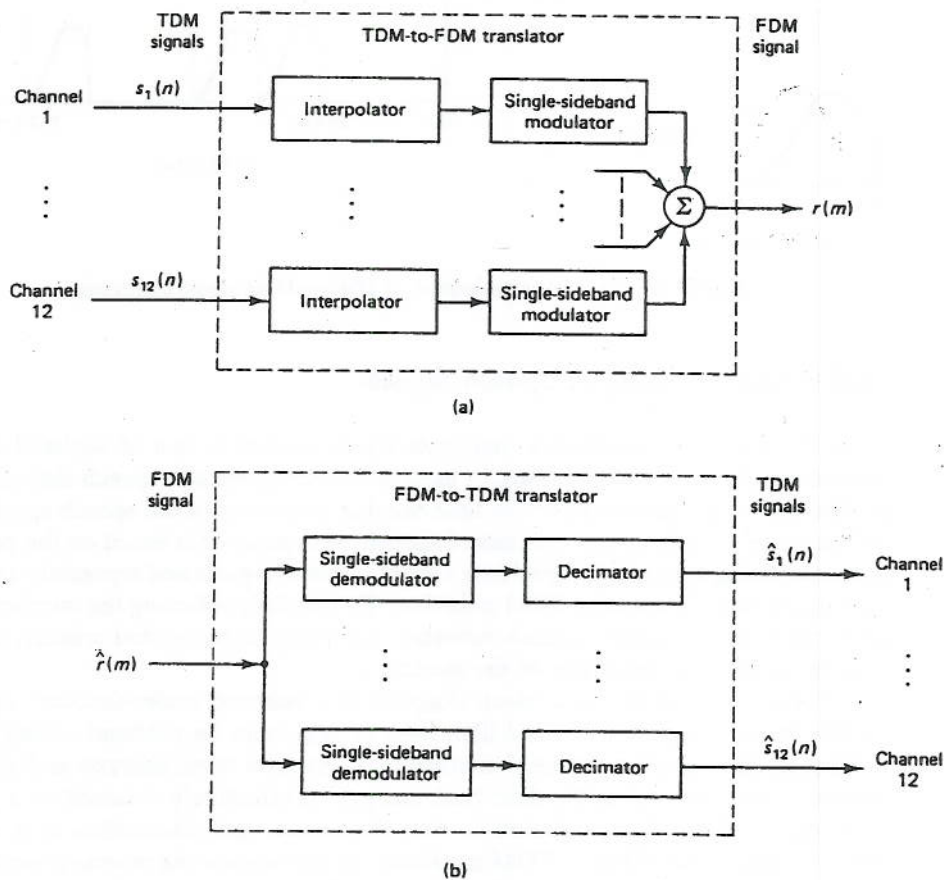 TDM signals
TDM-to-FDM translator
FDM signal
Channel 1
s₁(n)
Interpolator
Single-sideband modulator
Σ
r(m)
Channel 12
s₁₂(n)
Interpolator
Single-sideband modulator
(a)
FDM signal
FDM-to-TDM translator
TDM signals
Single-sideband demodulator
Decimator
ŝ₁(n)
Channel 1
r̂(m)
Single-sideband demodulator
Decimator
ŝ₁₂(n)
Channel 12
(b)